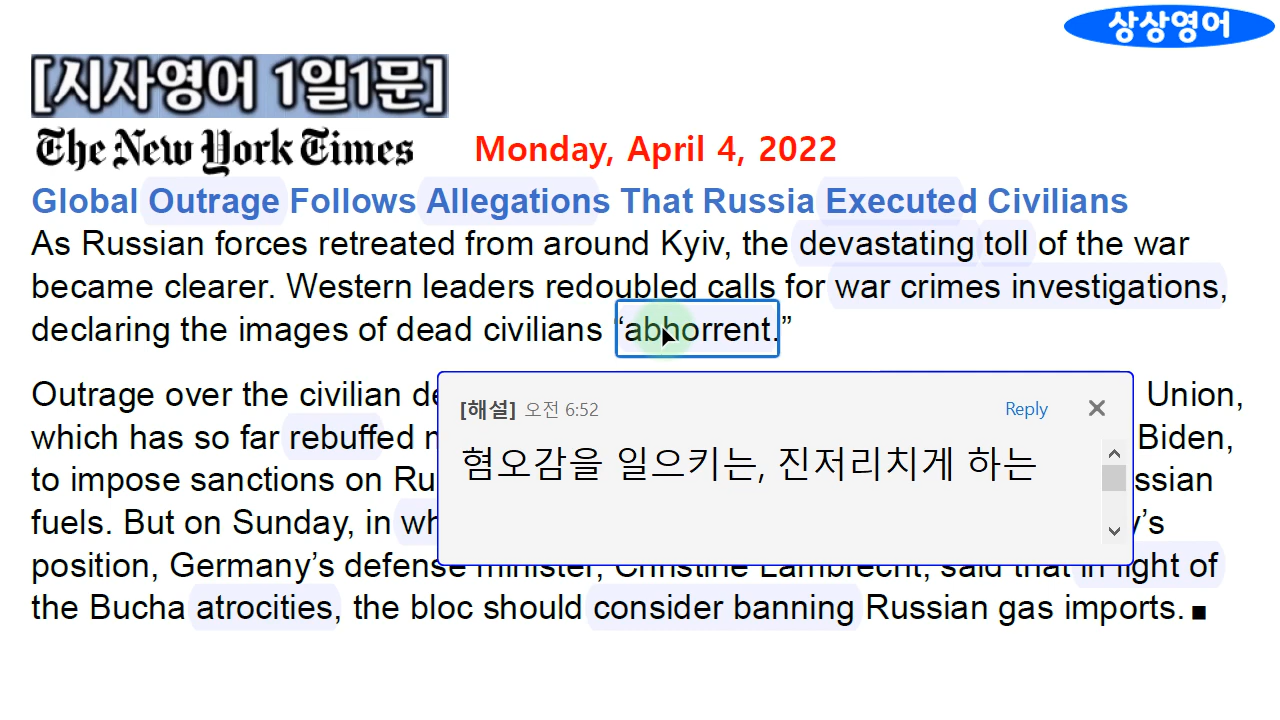 상상영어
[시사영어 1일1문]
The New York Times Monday, April 4, 2022
Global Outrage Follows Allegations That Russia Executed Civilians
As Russian forces retreated from around Kyiv, the devastating toll of the war
became clearer. Western leaders redoubled calls for war crimes investigations,
declaring the images of dead civilians “abhorrent.”
Outrage over the civilian Union,
which has so far rebuffed Biden,
to impose sanctions on
fuels. But on Sunday, in
[해설] 오전 6:52 Reply
혐오감을 일으키는, 진저리치게 하는
position, Germany’s defense minister, Christine Lambrecht, said that in light of
the Bucha atrocities, the bloc should consider banning Russian gas imports. ■